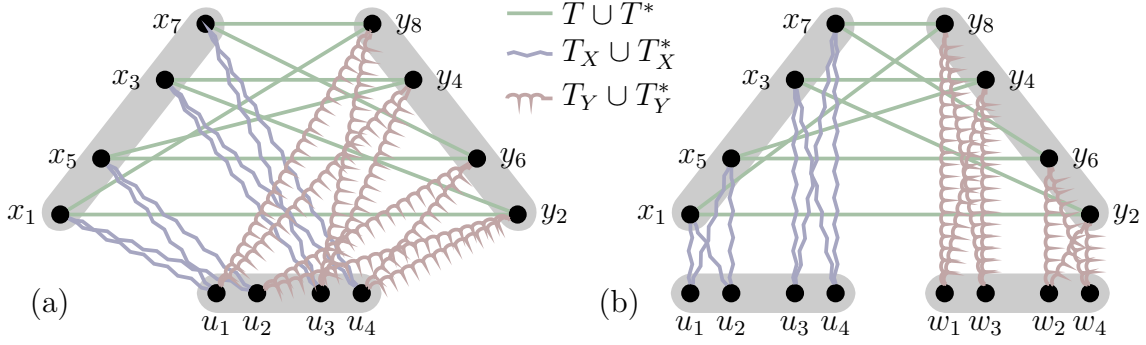 x₇ y₈ T ∪ T* x₇ y₈
x₃ y₄ T_X ∪ T*_X x₃ y₄
T_Y ∪ T*_Y
x₅ y₆ x₅ y₆
x₁ y₂ x₁ y₂
(a) (b)
u₁ u₂ u₃ u₄ u₁ u₂ u₃ u₄ w₁ w₃ w₂ w₄